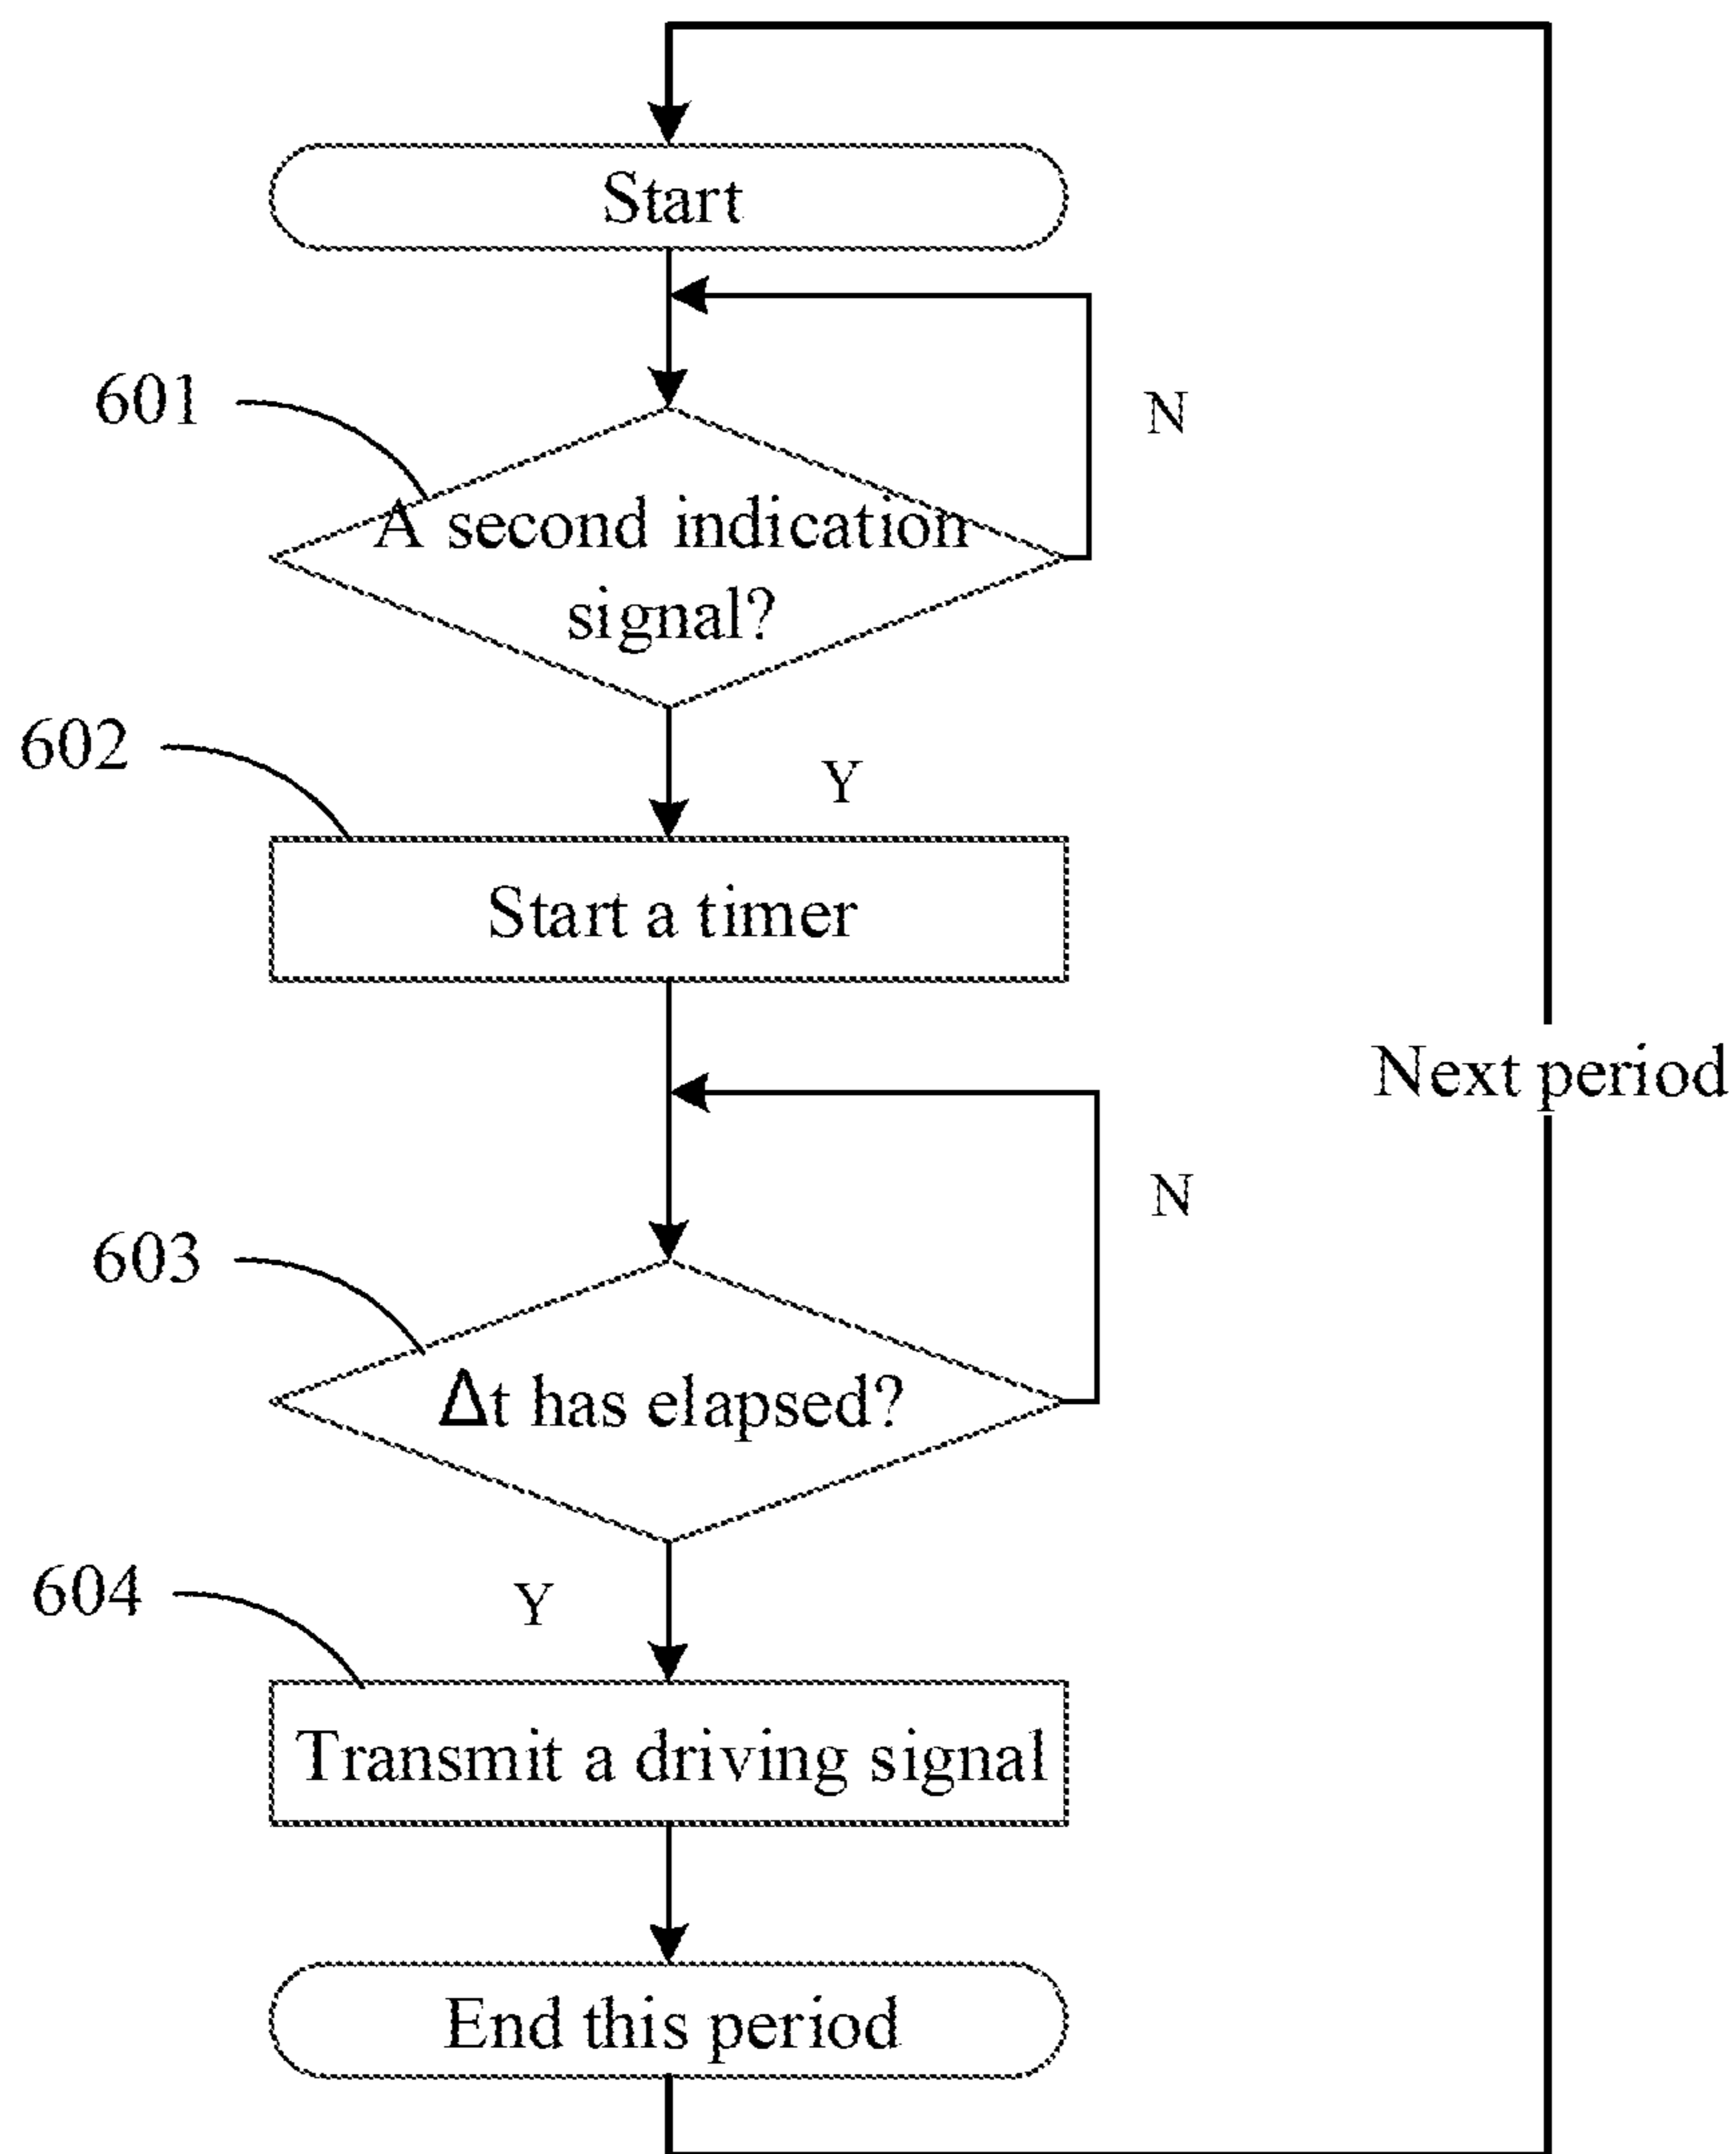 Start
601
N
A second indication
signal?
602
Y
Start a timer
Next period
N
603
Δt has elapsed?
604
Y
Transmit a driving signal
End this period